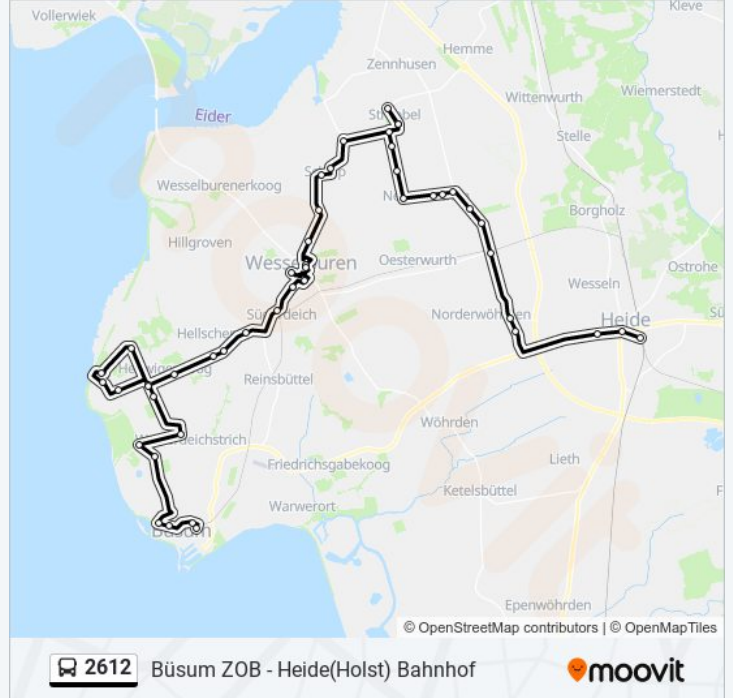 Vollerwiek
Kleve
Hemme
Zennhusen
Wiemerstedt
Wittenwurth
Eider
Stelle
Wesselburenerkoog
Borgholz
Hillgroven
Oesterwurth
Ostrohe
Wesseln
Heide
Norderwöhrden
Reinsbüttel
Wöhrden
Friedrichsgabekoog
Lieth
Ketelsbüttel
Warwerort
Büsum
Epenwöhrden
© OpenStreetMap contributors | © OpenMapTiles
2612 Büsum ZOB - Heide(Holst) Bahnhof moovit